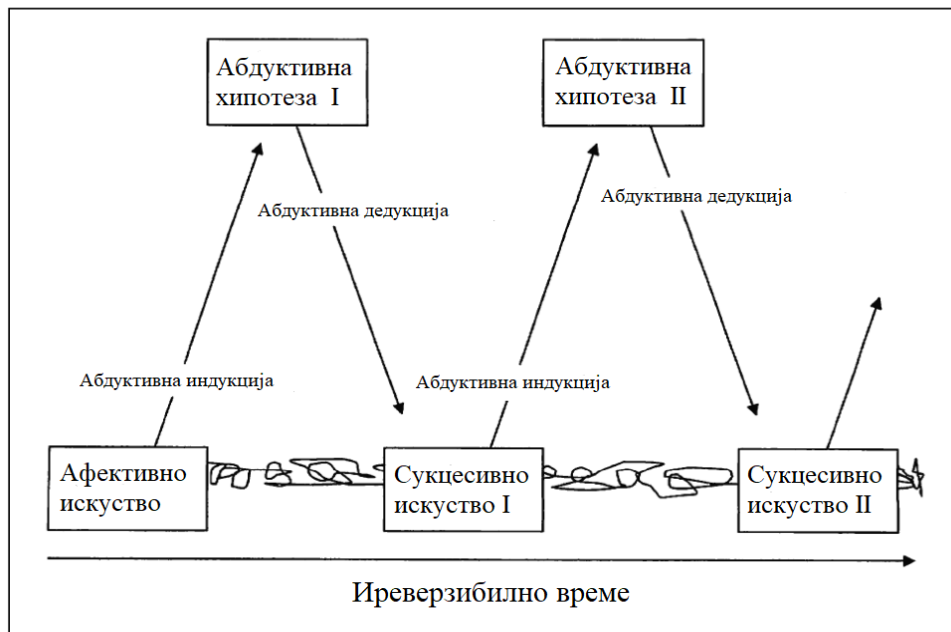 Абдуктивна
хипотеза I
Абдуктивна
хипотеза II
Абдуктивна дедукција
Абдуктивна дедукција
Абдуктивна индукција
Абдуктивна индукција
Афективно
искуство
Сукцесивно
искуство I
Сукцесивно
искуство II
Иреверзибилно време